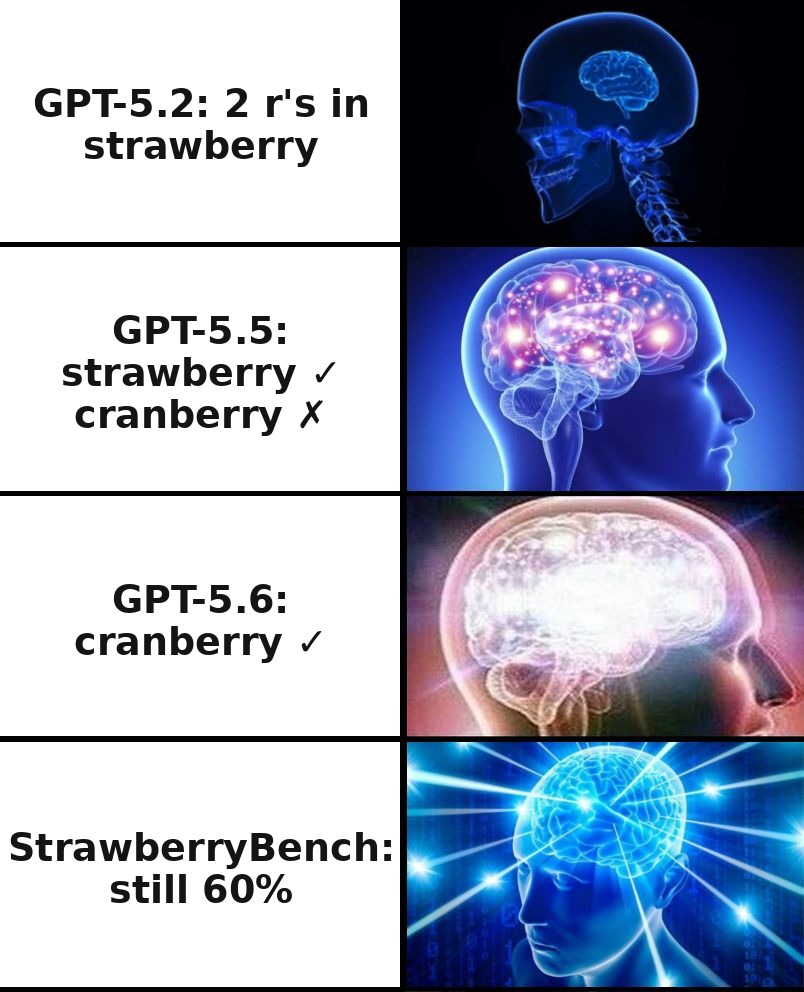 GPT-5.2: 2 r's in
strawberry
GPT-5.5:
strawberry ✓
cranberry ✗
GPT-5.6:
cranberry ✓
StrawberryBench:
still 60%